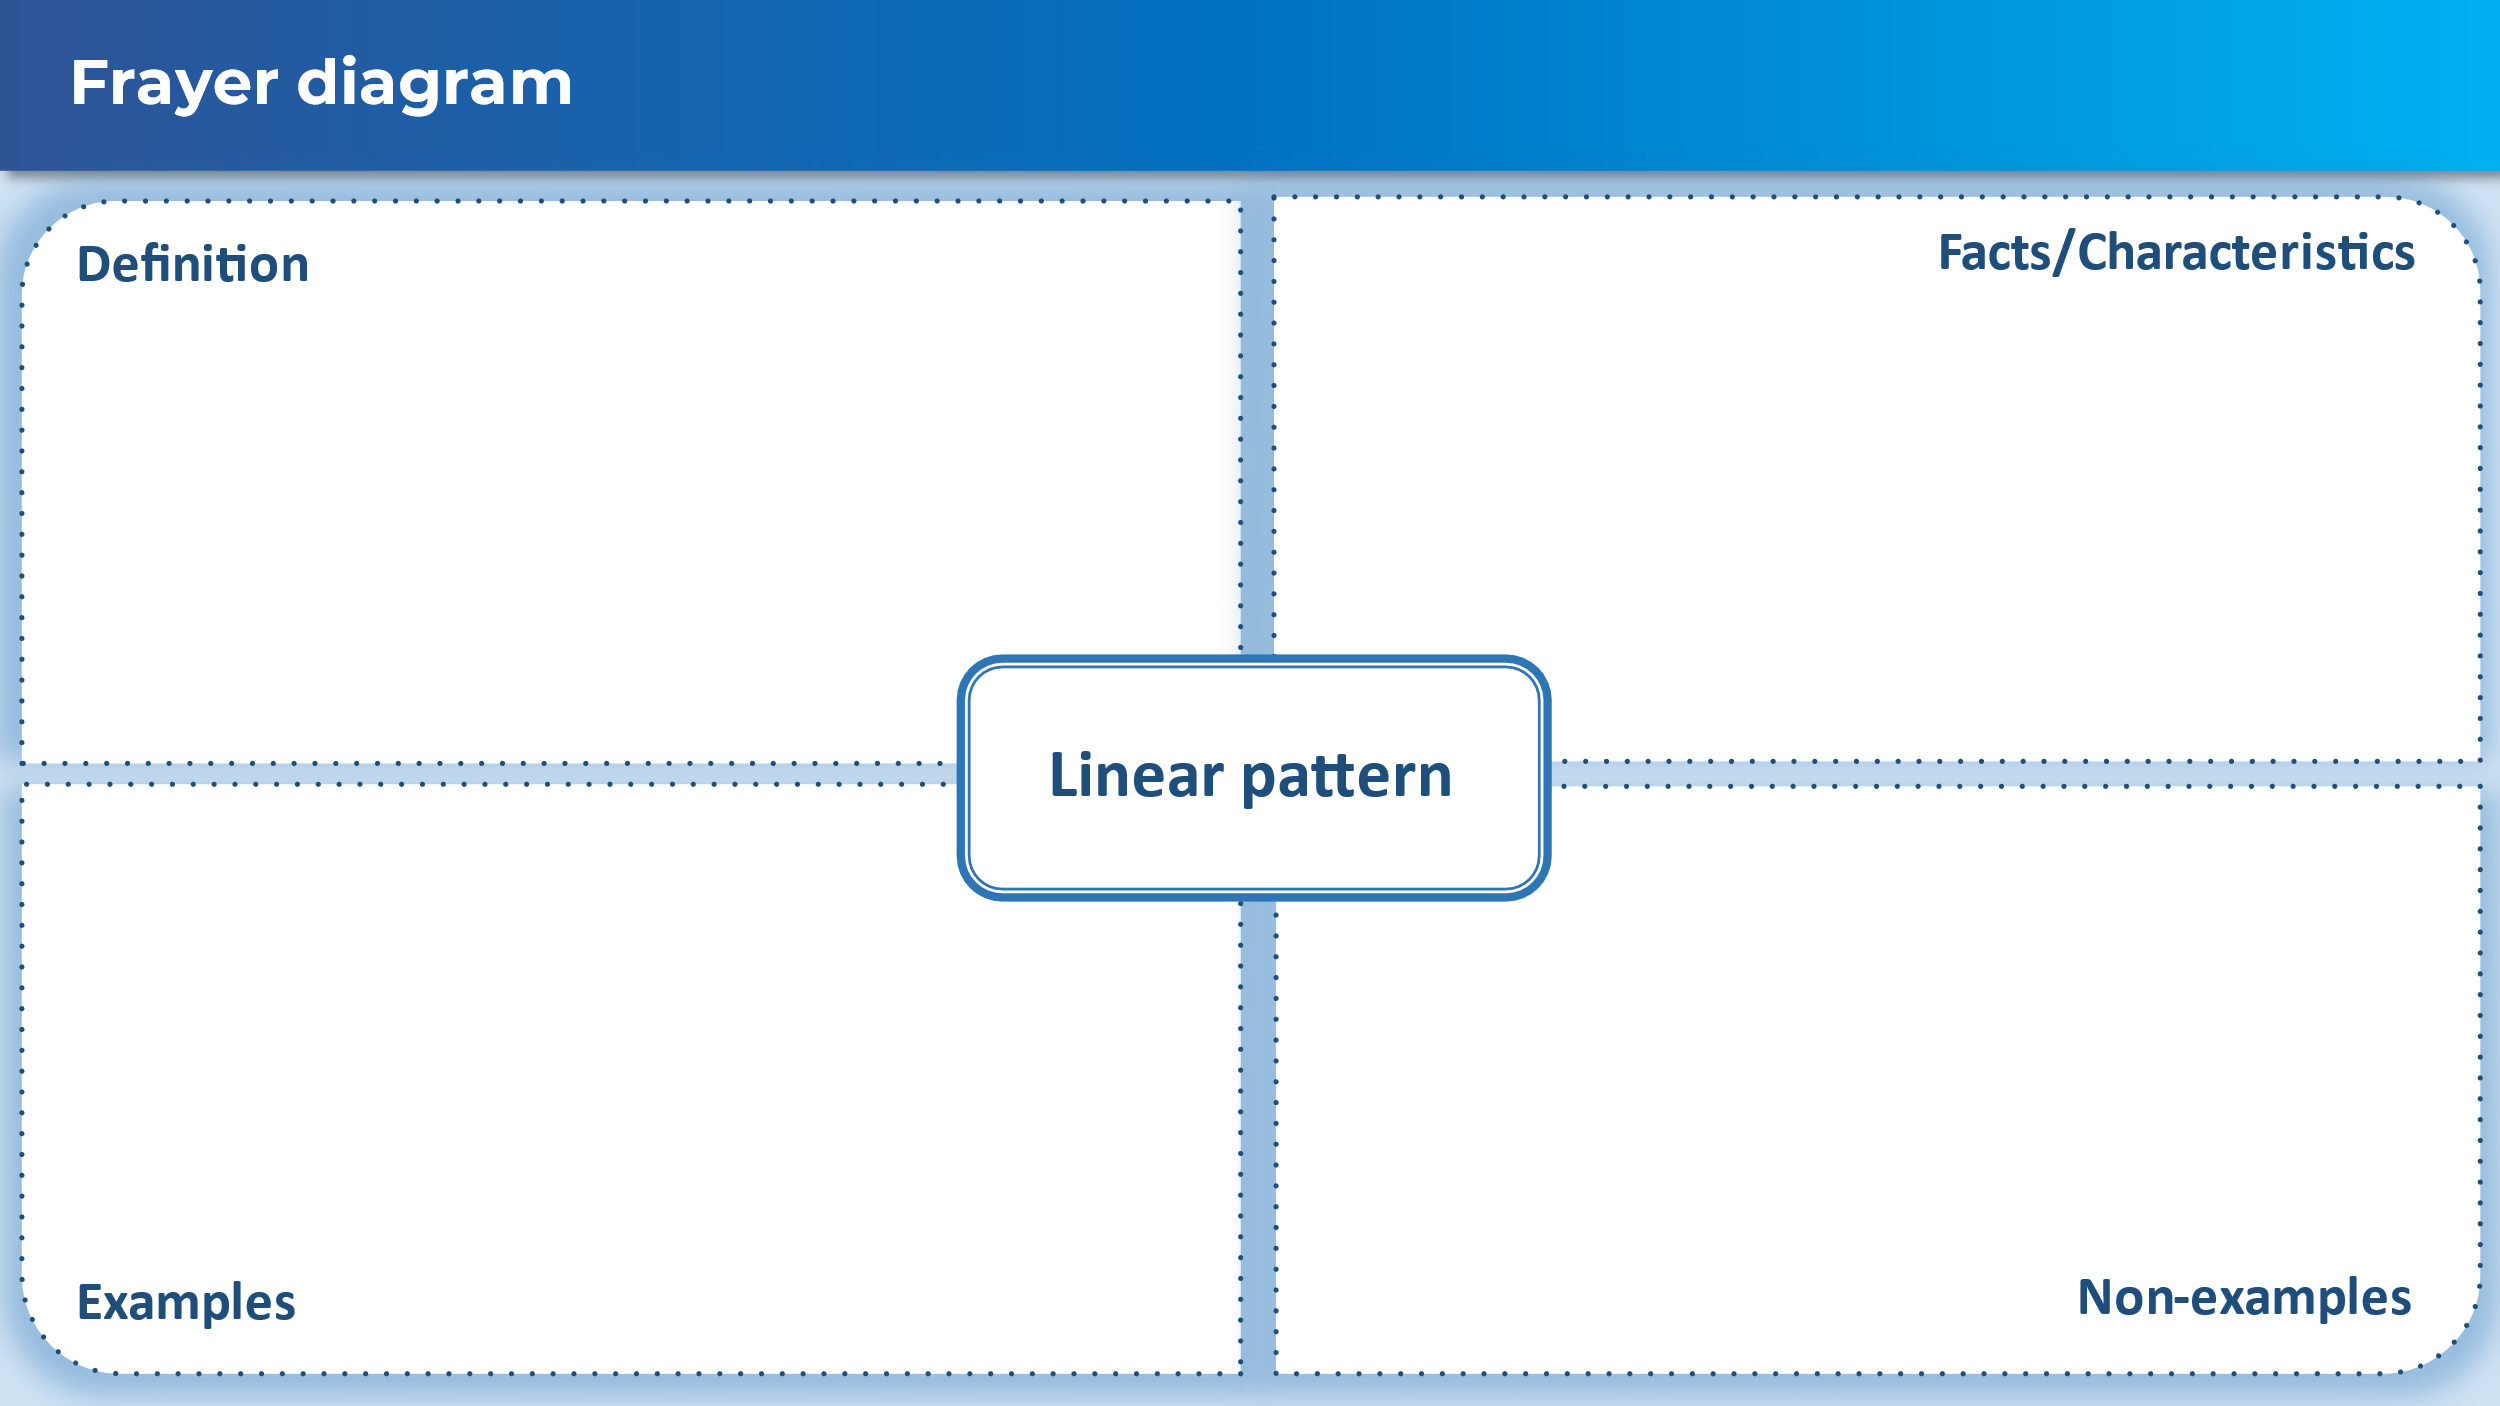 Frayer diagram
Definition
Facts/Characteristics
Linear pattern
Examples
Non-examples